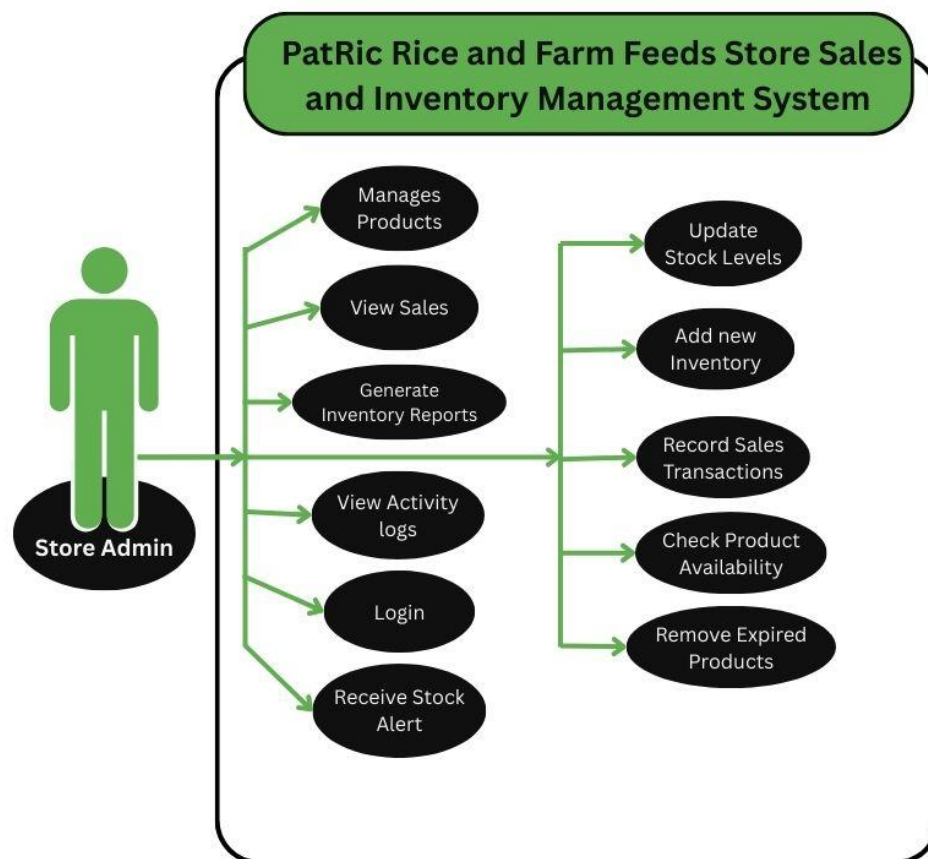 PatRic Rice and Farm Feeds Store Sales
and Inventory Management System
Manages
Products
View Sales
Generate
Inventory Reports
View Activity
logs
Login
Receive Stock
Alert
Update
Stock Levels
Add new
Inventory
Record Sales
Transactions
Check Product
Availability
Remove Expired
Products
Store Admin